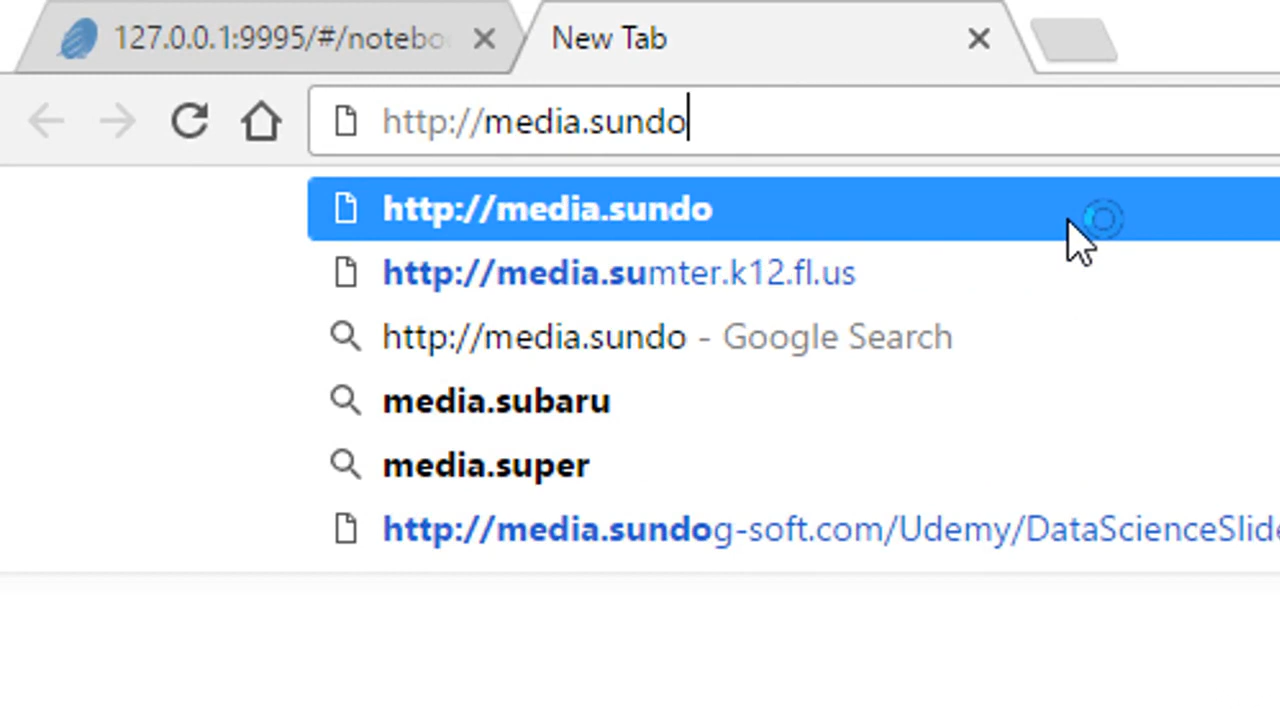 127.0.0.1:9995/#/notebo
New Tab
http://media.sundo
http://media.sundo
http://media.sumter.k12.fl.us
http://media.sundo - Google Search
media.subaru
media.super
http://media.sundog-soft.com/Udemy/DataScienceSlide